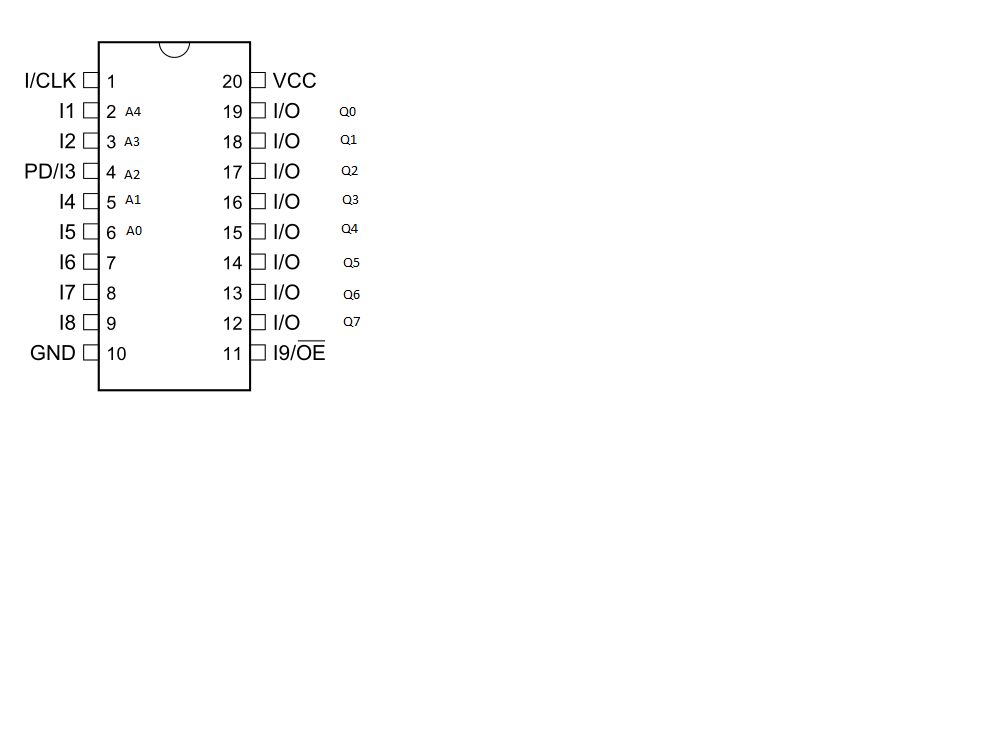 I/CLK 1 20 VCC
I1 2 A4 19 I/O Q0
I2 3 A3 18 I/O Q1
PD/I3 4 A2 17 I/O Q2
I4 5 A1 16 I/O Q3
I5 6 A0 15 I/O Q4
I6 7 14 I/O Q5
I7 8 13 I/O Q6
I8 9 12 I/O Q7
GND 10 11 I9/O̅E̅